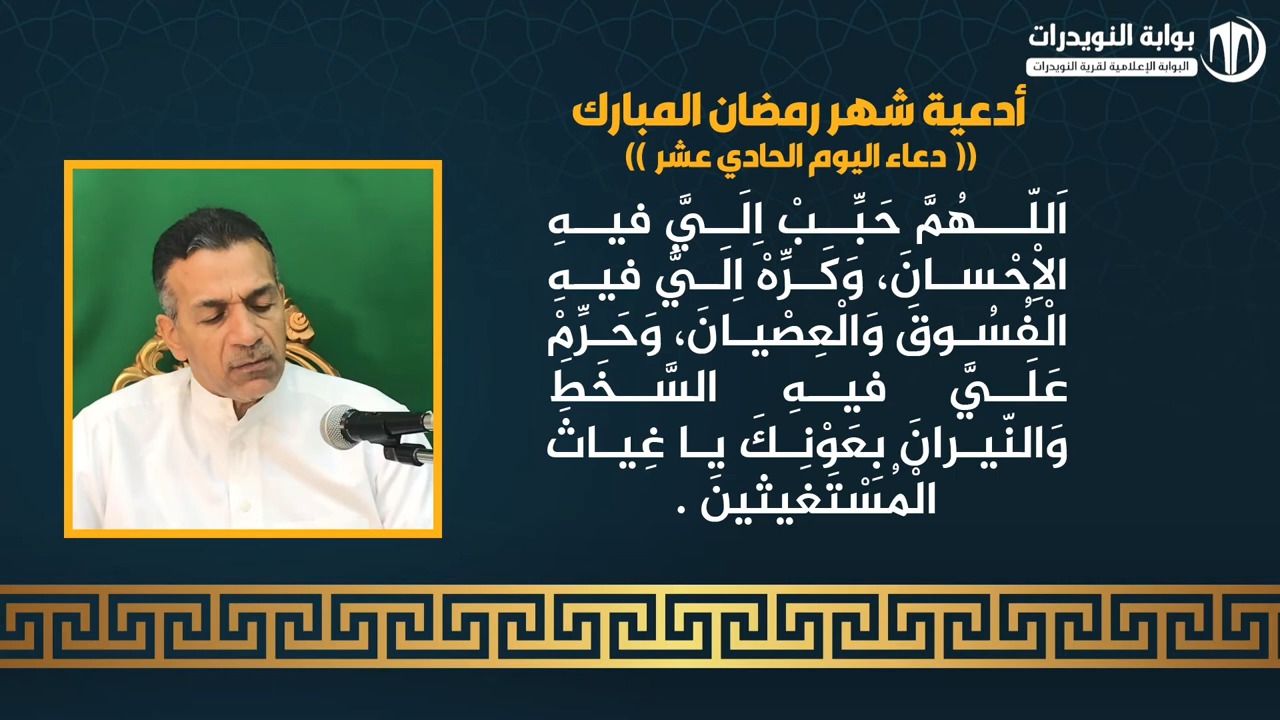 بوابة النويدرات
البوابة الإعلامية لقرية النويدرات
أدعية شهر رمضان المبارك
(( دعاء اليوم الحادي عشر ))
اَللّـهُمَّ حَبِّـبْ اِلَـيَّ فيـهِ
الْاِحْسـانَ، وَكَـرِّهْ اِلَـيَّ فيـهِ
الْفُسُـوقَ وَالْعِصْيـانَ، وَحَـرِّمْ
عَلَـيَّ فيـهِ السَّـخَطَ
وَالنّيـرانَ بِعَوْنِـكَ يـا غِيـاثَ
الْمُسْتَغيثينَ .